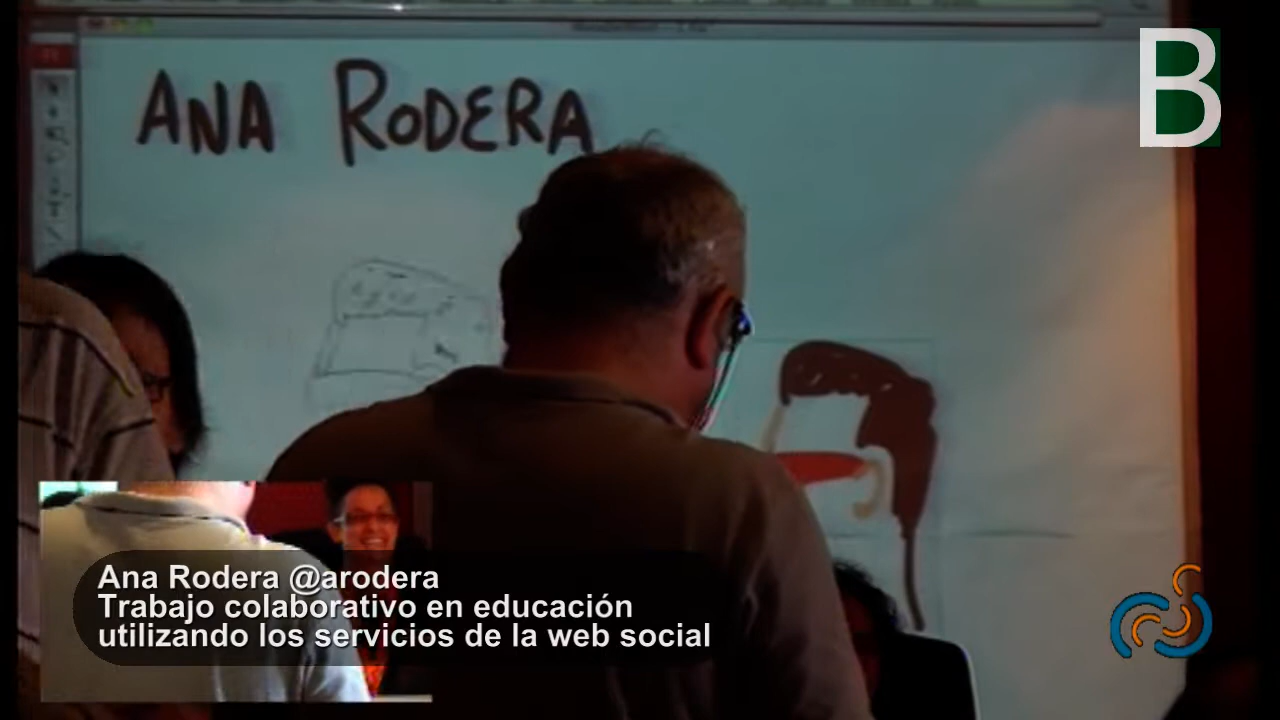 ANA RODERA
B
Ana Rodera @arodera
Trabajo colaborativo en educación
utilizando los servicios de la web social